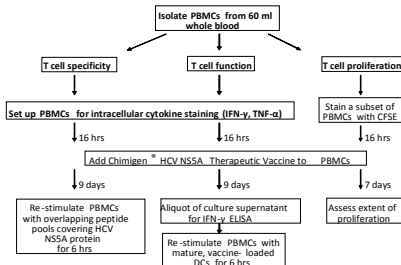 Isolate PBMCs from 60 ml
whole blood
T cell specificity
T cell function
T cell proliferation
Set up PBMCs for intracellular cytokine staining (IFN-γ, TNF-α)
Stain a subset of
PBMCs with CFSE
16 hrs
16 hrs
16 hrs
Add Chimigen® HCV NS5A Therapeutic Vaccine to PBMCs
9 days
9 days
7 days
Re-stimulate PBMCs
with overlapping peptide
pools covering HCV
NS5A protein
for 6 hrs
Aliquot of culture supernatant
for IFN-γ ELISA
Assess extent of
proliferation
Re-stimulate PBMCs with
mature, vaccine-loaded
DCs for 6 hrs